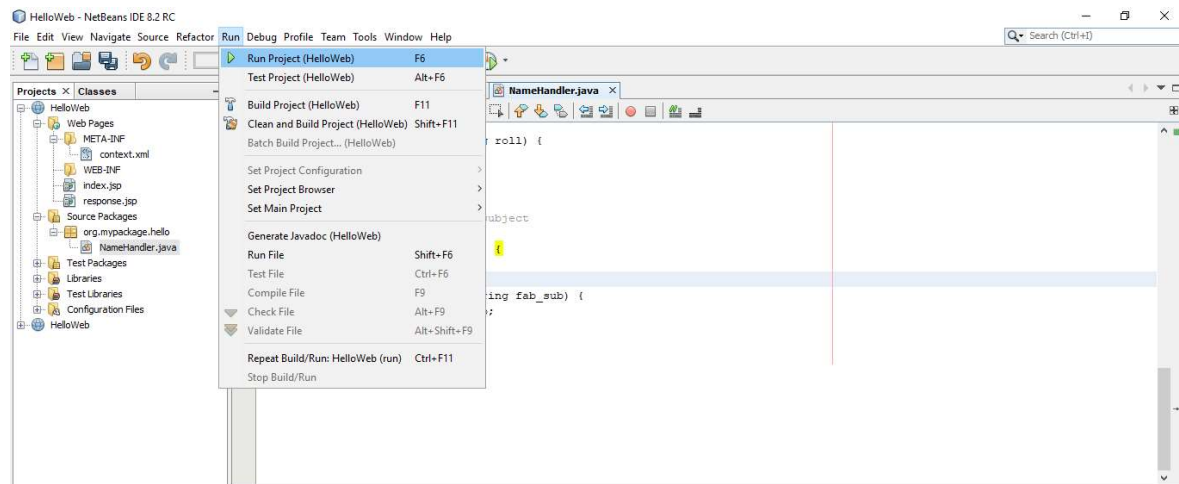 HelloWeb - NetBeans IDE 8.2 RC
File Edit View Navigate Source Refactor Run Debug Profile Team Tools Window Help
Search (Ctrl+I)
Projects Classes
NameHandler.java
HelloWeb
Web Pages
META-INF
context.xml
WEB-INF
index.jsp
response.jsp
Source Packages
org.mypackage.hello
NameHandler.java
Test Packages
Libraries
Test Libraries
Configuration Files
HelloWeb
Run Project (HelloWeb) F6
Test Project (HelloWeb) Alt+F6
Build Project (HelloWeb) F11
Clean and Build Project (HelloWeb) Shift+F11
Batch Build Project... (HelloWeb)
Set Project Configuration
Set Project Browser
Set Main Project
Generate Javadoc (HelloWeb)
Run File Shift+F6
Test File Ctrl+F6
Compile File F9
Check File Alt+F9
Validate File Alt+Shift+F9
Repeat Build/Run: HelloWeb (run) Ctrl+F11
Stop Build/Run
roll) {
{
fab_sub) {